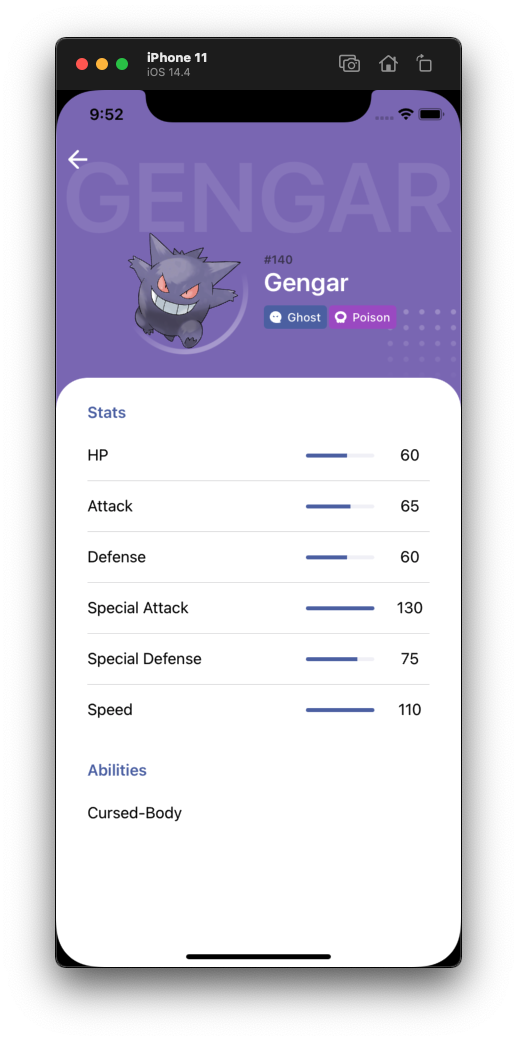 iPhone 11
iOS 14.4
9:52
GENGAR
#140
Gengar
Ghost Poison
Stats
HP 60
Attack 65
Defense 60
Special Attack 130
Special Defense 75
Speed 110
Abilities
Cursed-Body